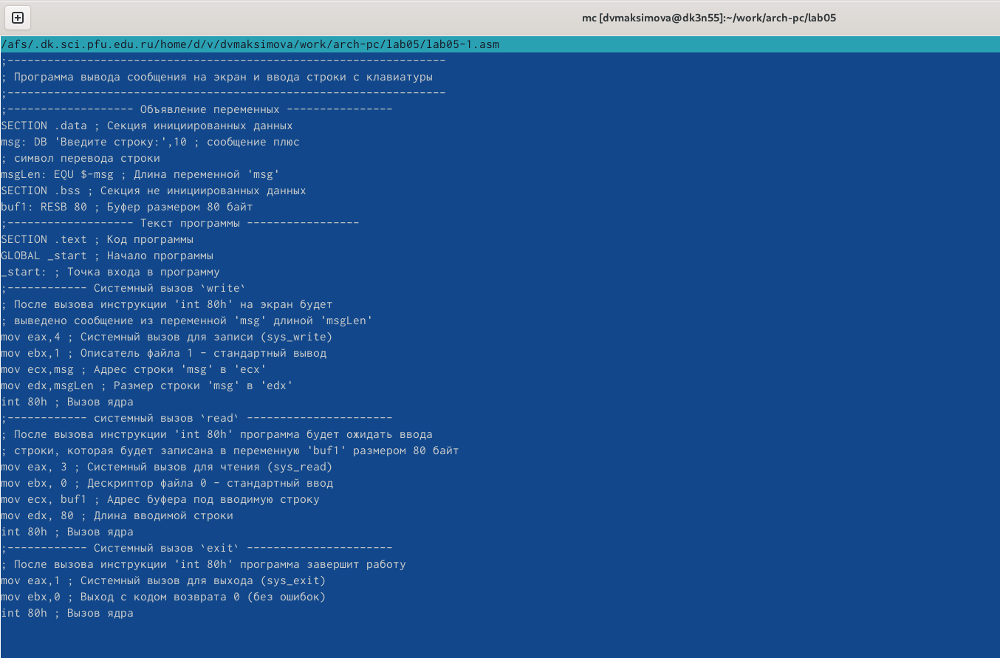 mc [dvmaksimova@dk3n55]:~/work/arch-pc/lab05
/afs/.dk.sci.pfu.edu.ru/home/d/v/dvmaksimova/work/arch-pc/lab05/lab05-1.asm
;------------------------------------------------------------------
; Программа вывода сообщения на экран и ввода строки с клавиатуры
;------------------------------------------------------------------
;------------------- Объявление переменных ----------------
SECTION .data ; Секция инициированных данных
msg: DB 'Введите строку:',10 ; сообщение плюс
; символ перевода строки
msgLen: EQU $-msg ; Длина переменной 'msg'
SECTION .bss ; Секция не инициированных данных
buf1: RESB 80 ; Буфер размером 80 байт
;------------------- Текст программы -----------------
SECTION .text ; Код программы
GLOBAL _start ; Начало программы
_start: ; Точка входа в программу
;------------ Системный вызов `write`
; После вызова инструкции 'int 80h' на экран будет
; выведено сообщение из переменной 'msg' длиной 'msgLen'
mov eax,4 ; Системный вызов для записи (sys_write)
mov ebx,1 ; Описатель файла 1 - стандартный вывод
mov ecx,msg ; Адрес строки 'msg' в 'ecx'
mov edx,msgLen ; Размер строки 'msg' в 'edx'
int 80h ; Вызов ядра
;------------ системный вызов `read` ----------------------
; После вызова инструкции 'int 80h' программа будет ожидать ввода
; строки, которая будет записана в переменную 'buf1' размером 80 байт
mov eax, 3 ; Системный вызов для чтения (sys_read)
mov ebx, 0 ; Дескриптор файла 0 - стандартный ввод
mov ecx, buf1 ; Адрес буфера под вводимую строку
mov edx, 80 ; Длина вводимой строки
int 80h ; Вызов ядра
;------------ Системный вызов `exit` ----------------------
; После вызова инструкции 'int 80h' программа завершит работу
mov eax,1 ; Системный вызов для выхода (sys_exit)
mov ebx,0 ; Выход с кодом возврата 0 (без ошибок)
int 80h ; Вызов ядра